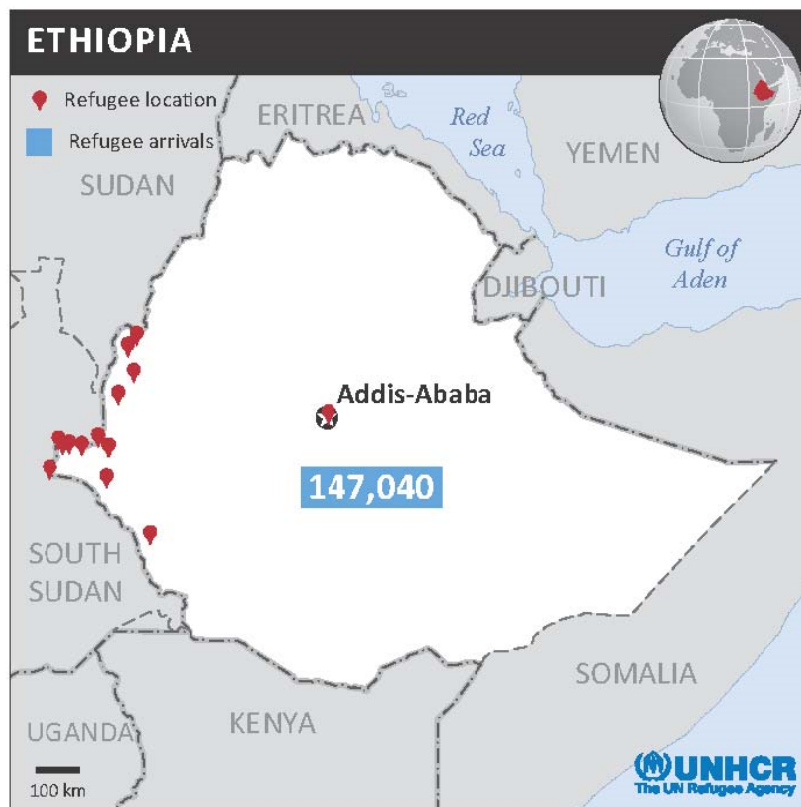 ETHIOPIA
Refugee location
Refugee arrivals
ERITREA
Red
Sea
YEMEN
SUDAN
Gulf of
Aden
DJIBOUTI
Addis-Ababa
147,040
SOUTH
SUDAN
SOMALIA
UGANDA
KENYA
100 km
UNHCR
The UN Refugee Agency